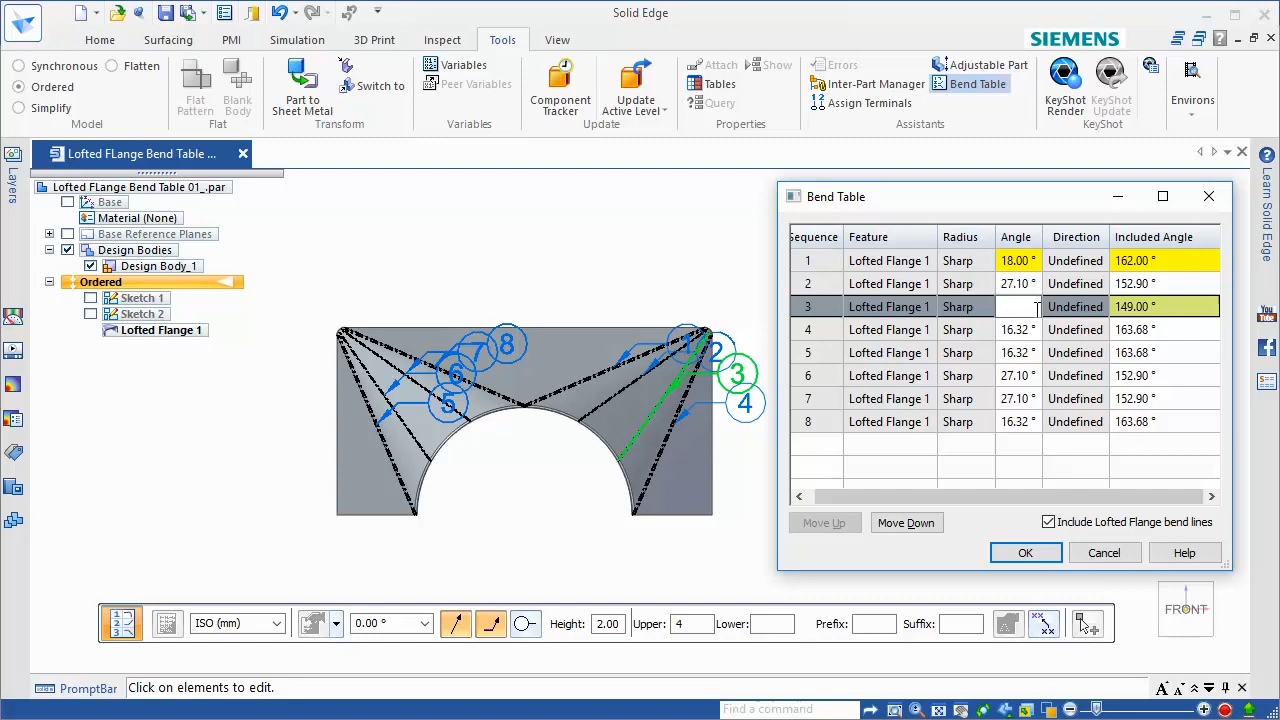 Solid Edge
Home
Surfacing
PMI
Simulation
3D Print
Inspect
Tools
View
SIEMENS
Synchronous
Flatten
Ordered
Simplify
Model
Flat
Pattern
Blank
Body
Flat
Part to
Sheet Metal
Switch to
Transform
Variables
Peer Variables
Variables
Component
Tracker
Update
Active Level
Update
Attach
Show
Tables
Query
Properties
Errors
Adjustable Part
Inter-Part Manager
Bend Table
Assign Terminals
Assistants
KeyShot
Render
KeyShot
Update
KeyShot
Environs
Lofted FLange Bend Table ...
Layers
Lofted FLange Bend Table 01_.par
Base
Material (None)
Base Reference Planes
Design Bodies
Design Body_1
Ordered
Sketch 1
Sketch 2
Lofted Flange 1
1
2
3
4
5
6
7
8
Bend Table
Sequence Feature Radius Angle Direction Included Angle
1 Lofted Flange 1 Sharp 18.00 ° Undefined 162.00 °
2 Lofted Flange 1 Sharp 27.10 ° Undefined 152.90 °
3 Lofted Flange 1 Sharp Undefined 149.00 °
4 Lofted Flange 1 Sharp 16.32 ° Undefined 163.68 °
5 Lofted Flange 1 Sharp 16.32 ° Undefined 163.68 °
6 Lofted Flange 1 Sharp 27.10 ° Undefined 152.90 °
7 Lofted Flange 1 Sharp 27.10 ° Undefined 152.90 °
8 Lofted Flange 1 Sharp 16.32 ° Undefined 163.68 °
Move Up
Move Down
Include Lofted Flange bend lines
OK
Cancel
Help
Learn Solid Edge
You
Tube
FRONT
1
2
3
ISO (mm)
0.00 °
Height: 2.00
Upper: 4
Lower:
Prefix:
Suffix:
PromptBar
Click on elements to edit.
Find a command